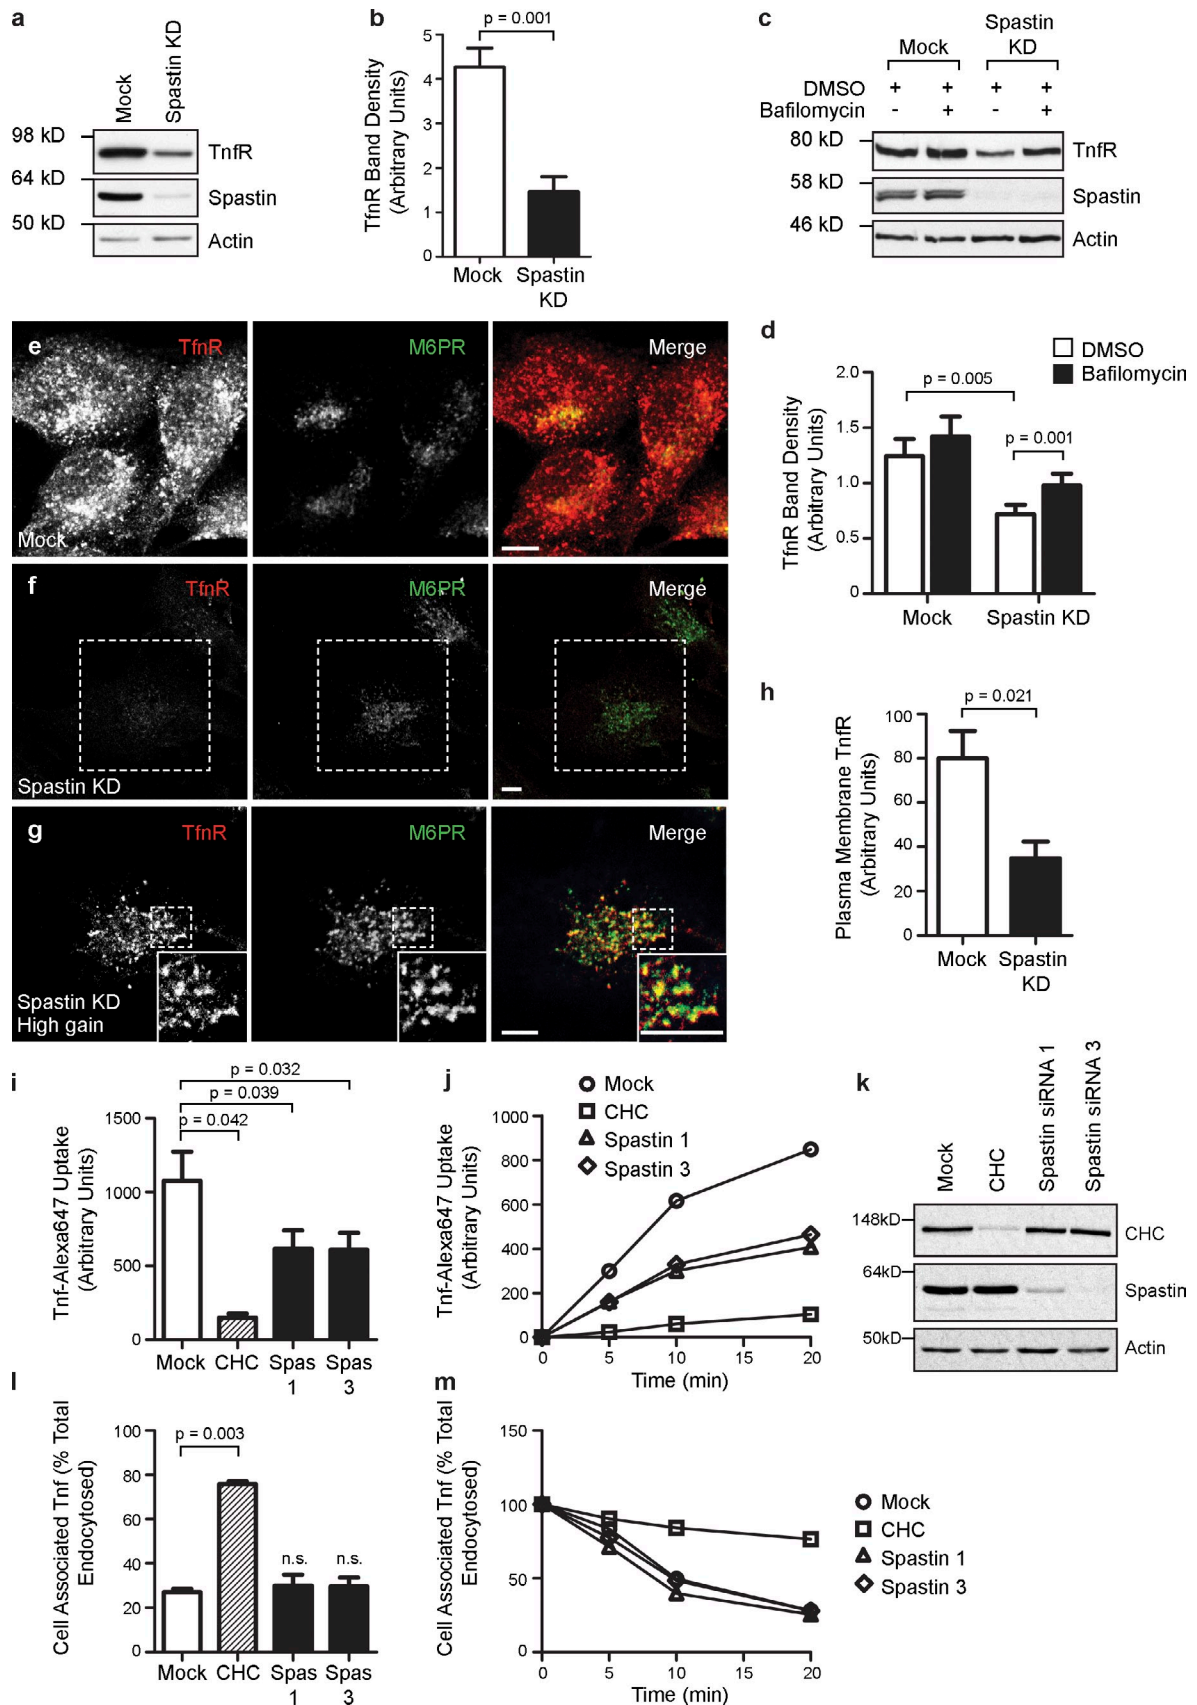 a
Mock
Spastin KD
98 kD
TnfR
64 kD
Spastin
50 kD
Actin
b
p = 0.001
TfnR Band Density
(Arbitrary Units)
5
4
3
2
1
0
Mock
Spastin
KD
c
Spastin
KD
Mock
DMSO + + + +
Bafilomycin - + - +
80 kD
TnfR
58 kD
Spastin
46 kD
Actin
d
DMSO
Bafilomycin
p = 0.005
p = 0.001
TfnR Band Density
(Arbitrary Units)
2.0
1.5
1.0
0.5
0
Mock
Spastin KD
e
TfnR
M6PR
Merge
Mock
f
TfnR
M6PR
Merge
Spastin KD
g
TfnR
M6PR
Merge
Spastin KD
High gain
h
p = 0.021
Plasma Membrane TnfR
(Arbitrary Units)
100
80
60
40
20
0
Mock
Spastin
KD
i
p = 0.032
p = 0.039
p = 0.042
Tnf-Alexa647 Uptake
(Arbitrary Units)
1500
1000
500
0
Mock
CHC
Spas
1
Spas
3
j
Mock
CHC
Spastin 1
Spastin 3
Tnf-Alexa647 Uptake
(Arbitrary Units)
1000
800
600
400
200
0
0 5 10 15 20
Time (min)
k
Mock
CHC
Spastin siRNA 1
Spastin siRNA 3
148kD
CHC
64kD
Spastin
50kD
Actin
l
p = 0.003
n.s.
n.s.
Cell Associated Tnf (% Total
Endocytosed)
100
80
60
40
20
0
Mock
CHC
Spas
1
Spas
3
m
Cell Associated Tnf (% Total
Endocytosed)
150
100
50
0
0 5 10 15 20
Time (min)
Mock
CHC
Spastin 1
Spastin 3